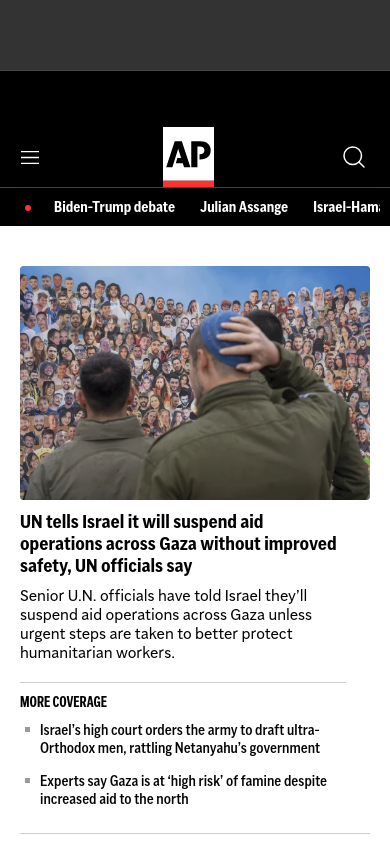 AP
Biden-Trump debate Julian Assange Israel-Hama
UN tells Israel it will suspend aid
operations across Gaza without improved
safety, UN officials say
Senior U.N. officials have told Israel they’ll
suspend aid operations across Gaza unless
urgent steps are taken to better protect
humanitarian workers.
MORE COVERAGE
Israel’s high court orders the army to draft ultra-
Orthodox men, rattling Netanyahu’s government
Experts say Gaza is at ‘high risk’ of famine despite
increased aid to the north